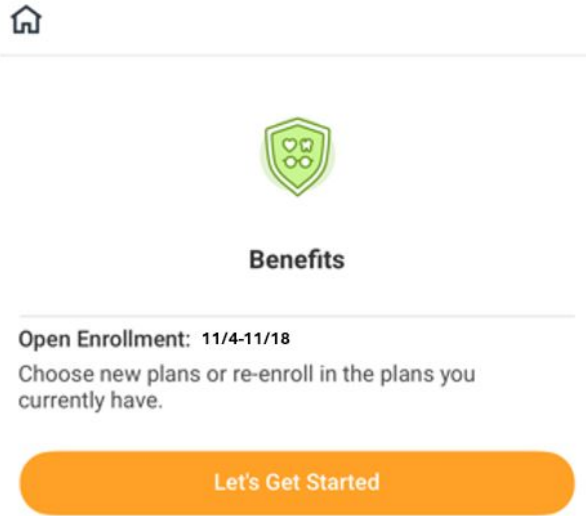 Benefits
Open Enrollment: 11/4-11/18
Choose new plans or re-enroll in the plans you
currently have.
Let's Get Started